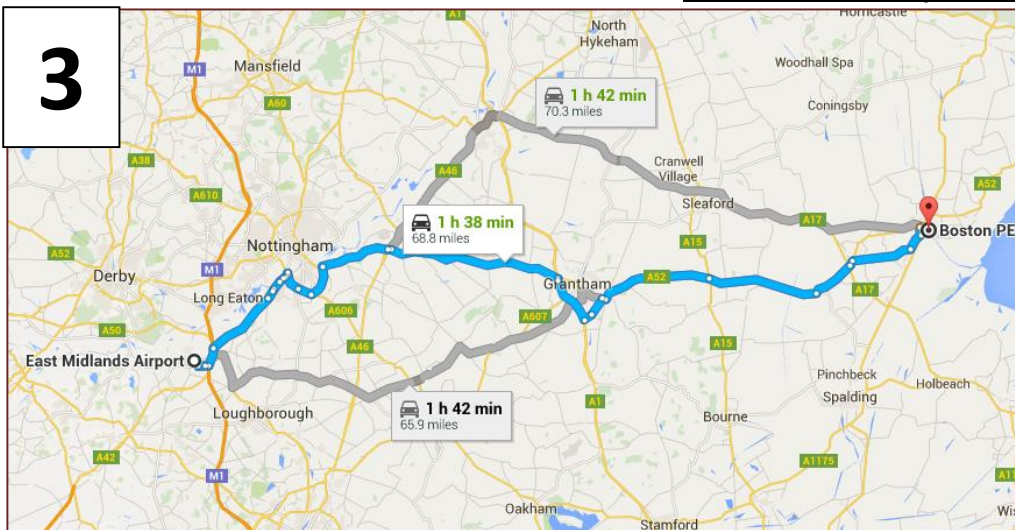 3
A1
North
Hykeham
Horncastle
M1
Mansfield
Woodhall Spa
1 h 42 min
70.3 miles
A60
Coningsby
A38
A46
Cranwell
Village
A52
A610
Sleaford
1 h 38 min
68.8 miles
A17
Boston PE
Nottingham
A15
A52
M1
Derby
Long Eaton
Grantham
A52
A17
A606
A607
A50
A46
A15
East Midlands Airport
Pinchbeck
Spalding
Holbeach
1 h 42 min
65.9 miles
A1
Loughborough
Bourne
A42
M1
A1175
Oakham
Stamford